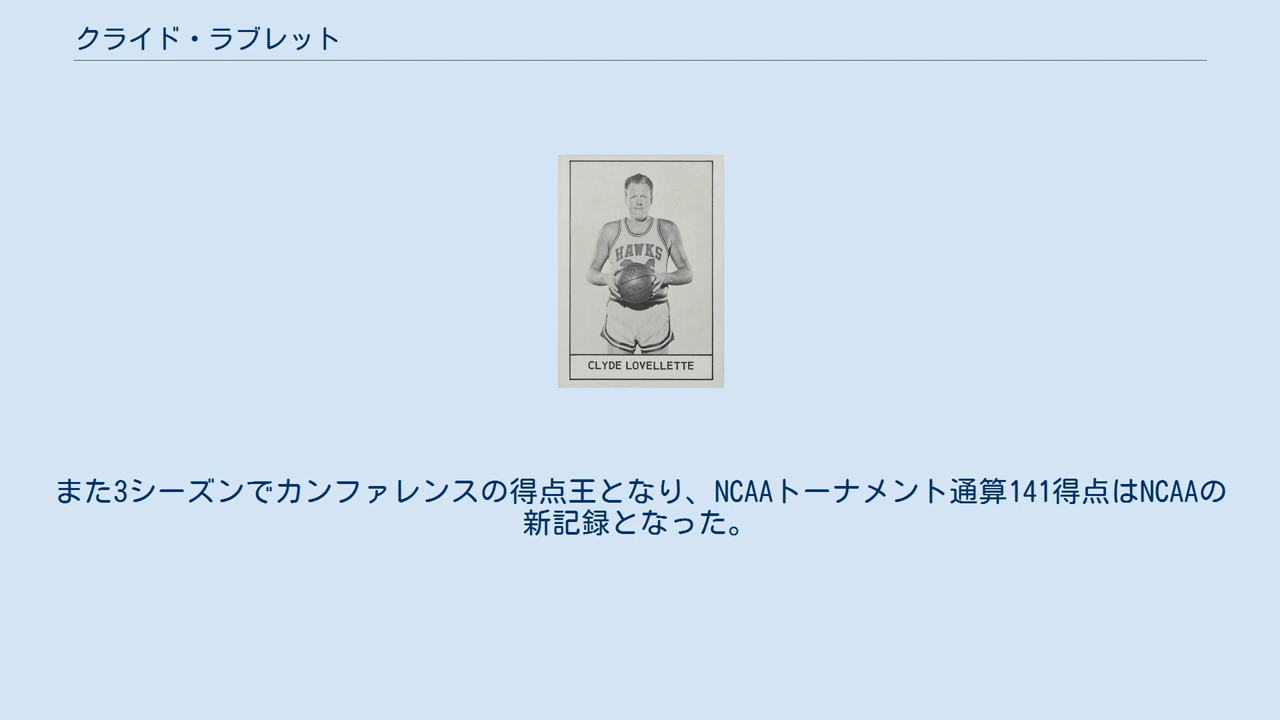 クライド・ラブレット
HAWKS
CLYDE LOVELLETTE
また3シーズンでカンファレンスの得点王となり、NCAAトーナメント通算141得点はNCAAの
新記録となった。